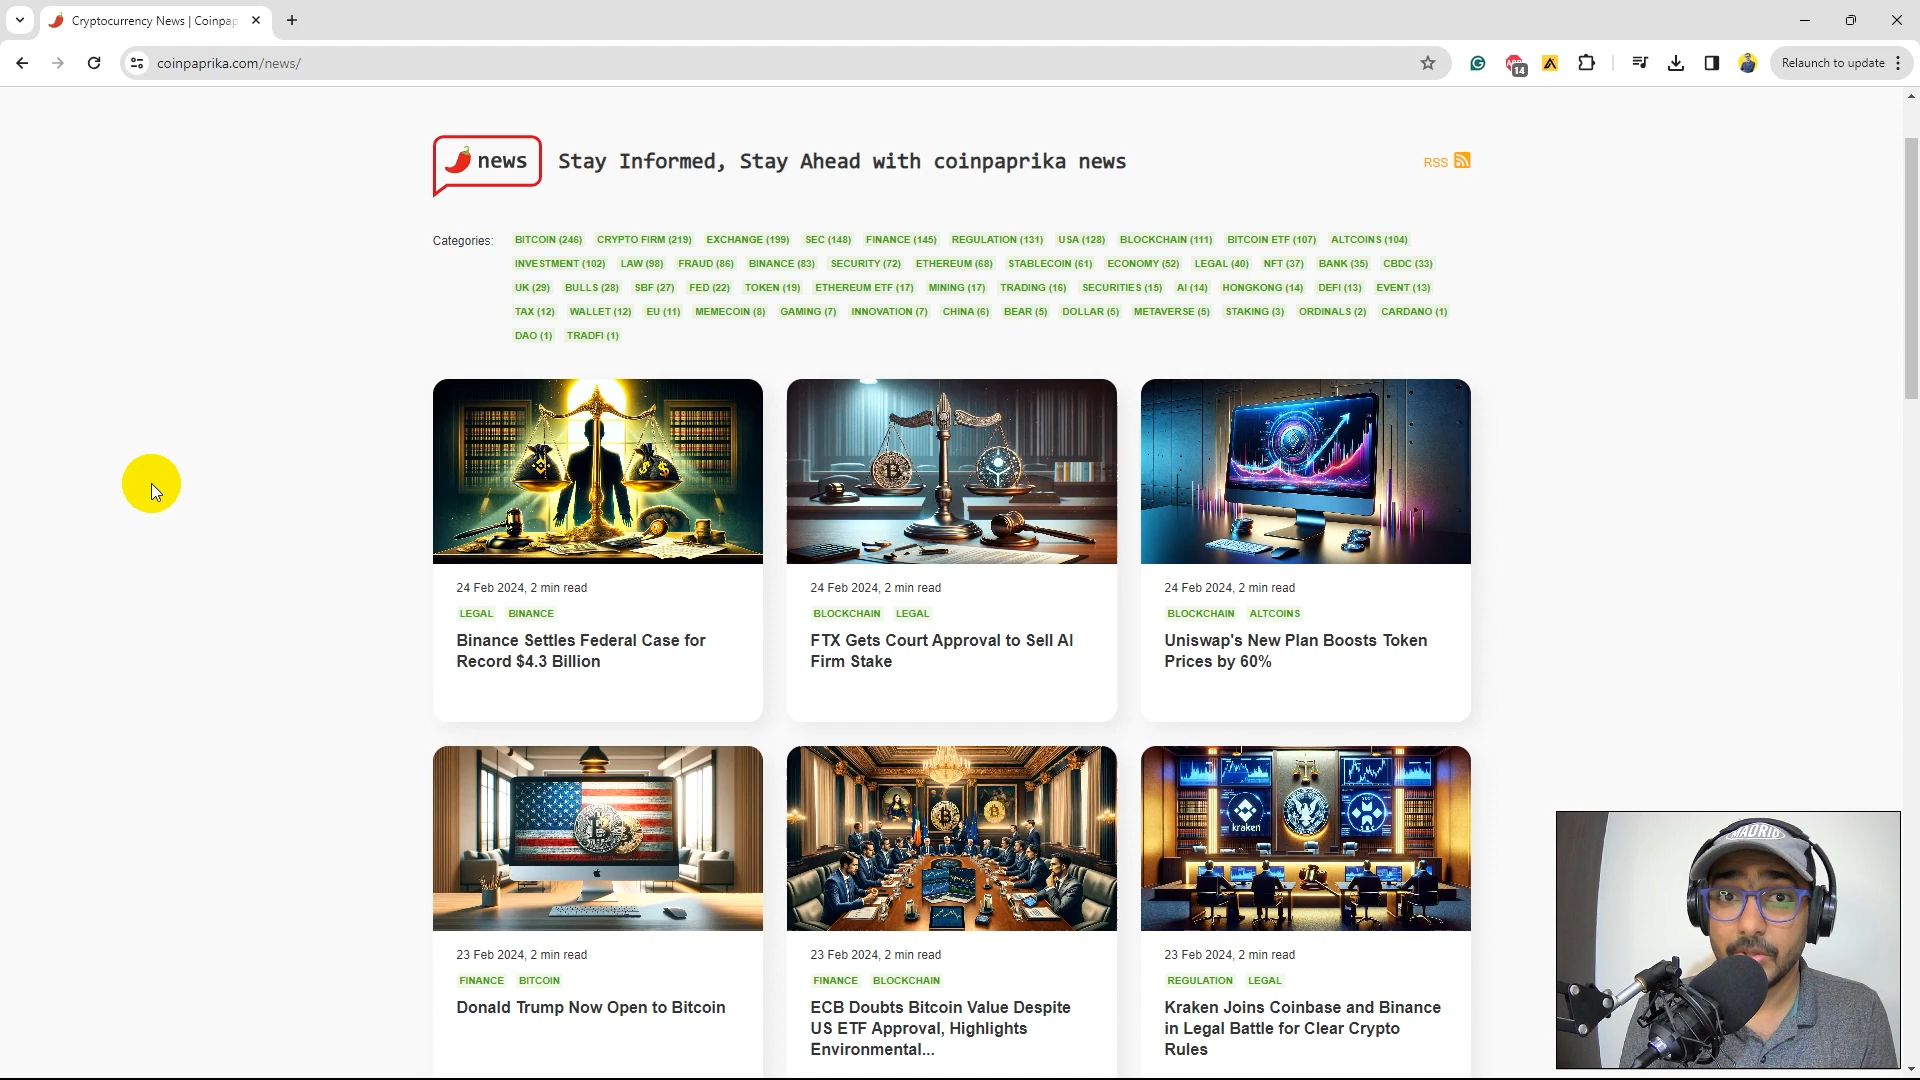 Cryptocurrency News | Coinpap
coinpaprika.com/news/
14
Relaunch to update
news
Stay Informed, Stay Ahead with coinpaprika news
RSS
Categories:
BITCOIN (246) CRYPTO FIRM (219) EXCHANGE (199) SEC (148) FINANCE (145) REGULATION (131) USA (128) BLOCKCHAIN (111) BITCOIN ETF (107) ALTCOINS (104)
INVESTMENT (102) LAW (98) FRAUD (86) BINANCE (83) SECURITY (72) ETHEREUM (68) STABLECOIN (61) ECONOMY (52) LEGAL (40) NFT (37) BANK (35) CBDC (33)
UK (29) BULLS (28) SBF (27) FED (22) TOKEN (19) ETHEREUM ETF (17) MINING (17) TRADING (16) SECURITIES (15) AI (14) HONGKONG (14) DEFI (13) EVENT (13)
TAX (12) WALLET (12) EU (11) MEMECOIN (8) GAMING (7) INNOVATION (7) CHINA (6) BEAR (5) DOLLAR (5) METAVERSE (5) STAKING (3) ORDINALS (2) CARDANO (1)
DAO (1) TRADFI (1)
24 Feb 2024, 2 min read
LEGAL BINANCE
Binance Settles Federal Case for
Record $4.3 Billion
24 Feb 2024, 2 min read
BLOCKCHAIN LEGAL
FTX Gets Court Approval to Sell AI
Firm Stake
24 Feb 2024, 2 min read
BLOCKCHAIN ALTCOINS
Uniswap's New Plan Boosts Token
Prices by 60%
23 Feb 2024, 2 min read
FINANCE BITCOIN
Donald Trump Now Open to Bitcoin
23 Feb 2024, 2 min read
FINANCE BLOCKCHAIN
ECB Doubts Bitcoin Value Despite
US ETF Approval, Highlights
Environmental...
kraken
23 Feb 2024, 2 min read
REGULATION LEGAL
Kraken Joins Coinbase and Binance
in Legal Battle for Clear Crypto
Rules
MADRID